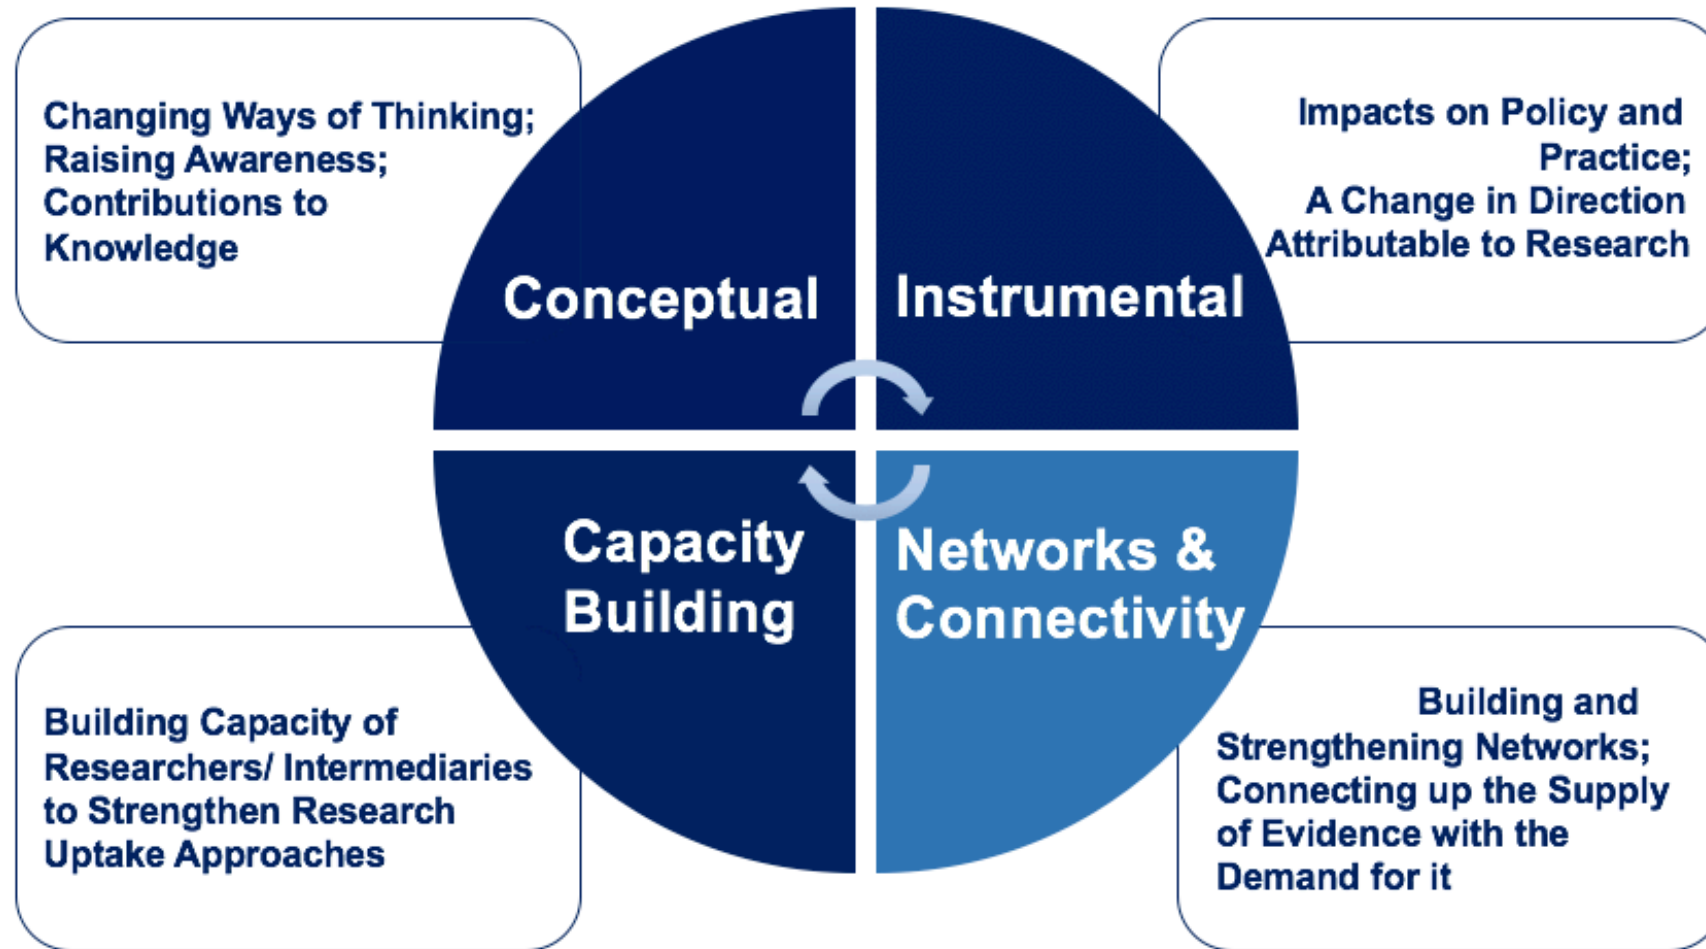 Changing Ways of Thinking;
Raising Awareness;
Contributions to
Knowledge
Impacts on Policy and
Practice;
A Change in Direction
Attributable to Research
Conceptual
Instrumental
Capacity
Building
Networks &
Connectivity
Building Capacity of
Researchers/ Intermediaries
to Strengthen Research
Uptake Approaches
Building and
Strengthening Networks;
Connecting up the Supply
of Evidence with the
Demand for it